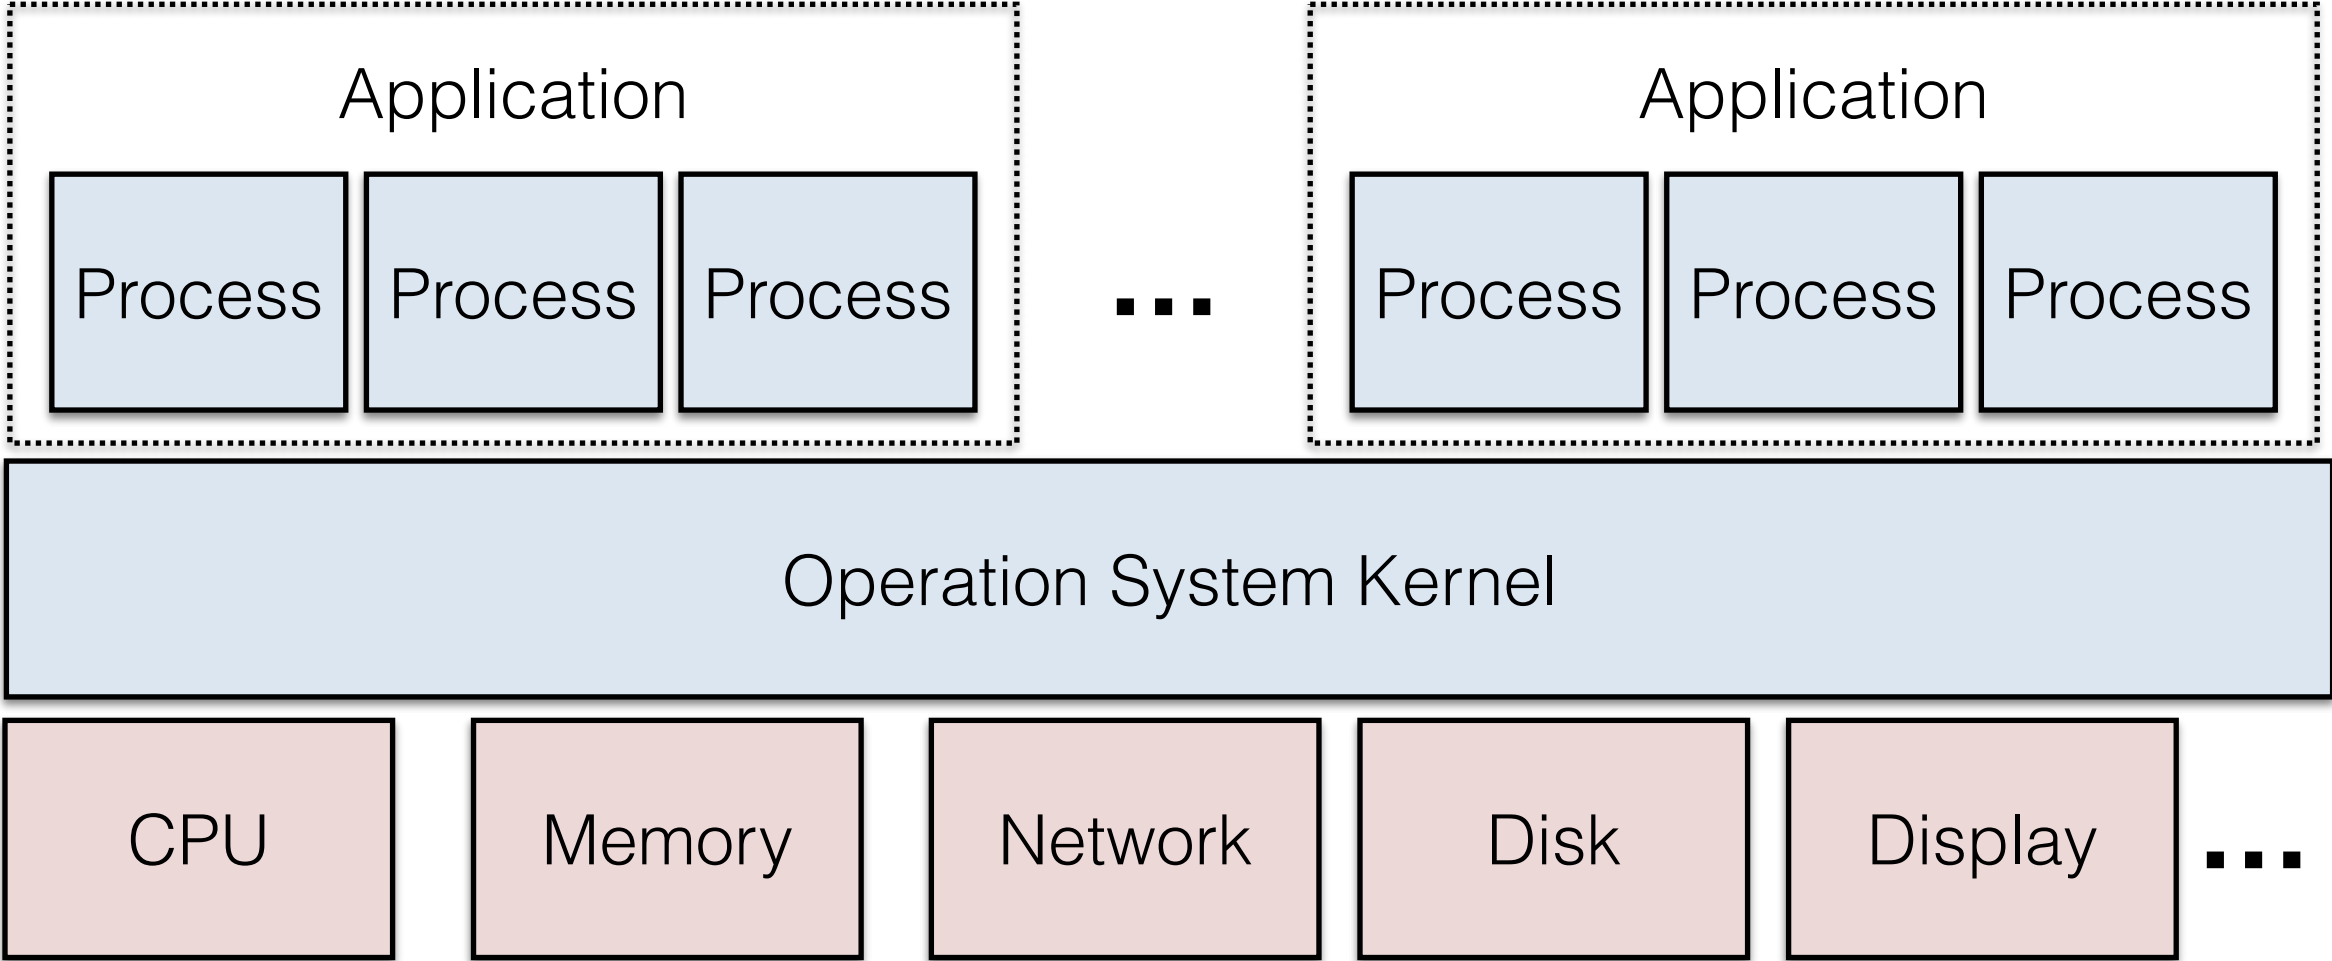 Application
Application
Process Process Process ... Process Process Process
Operation System Kernel
CPU Memory Network Disk Display ...